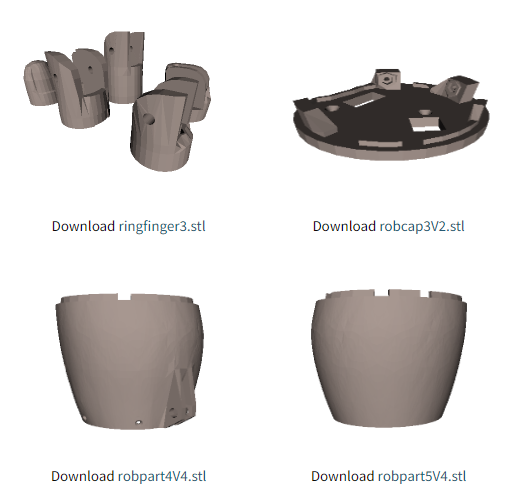 Download ringfinger3.stl
Download robcap3V2.stl
Download robpart4V4.stl
Download robpart5V4.stl